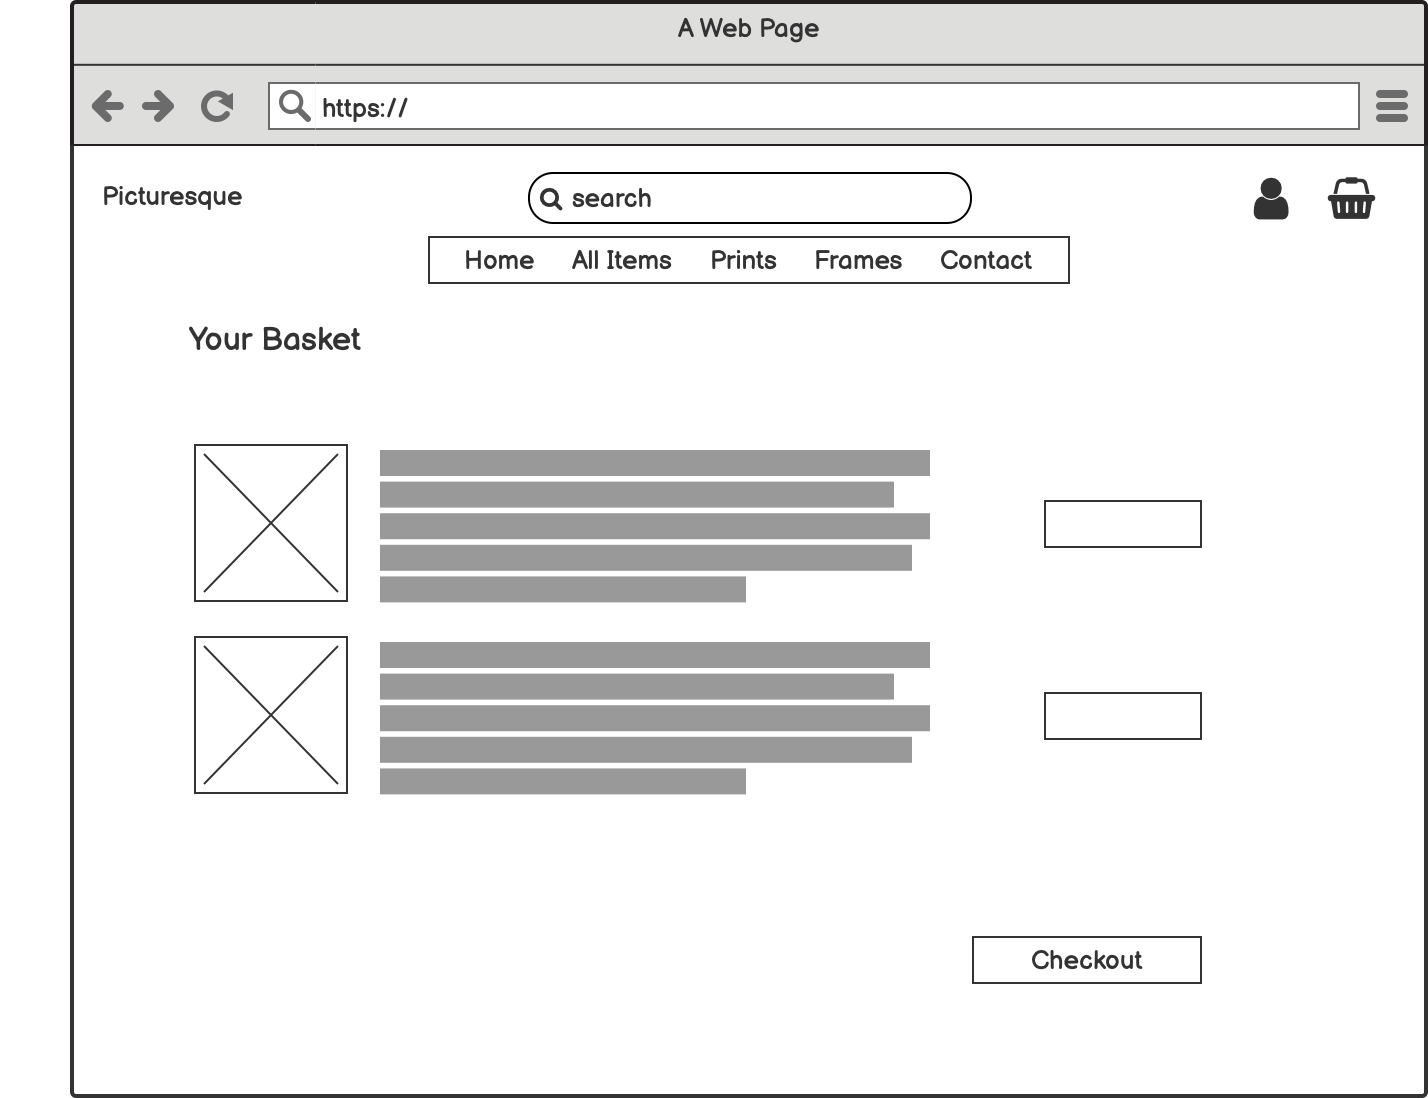 A Web Page
https://
Picturesque
search
Home All Items Prints Frames Contact
Your Basket
Checkout